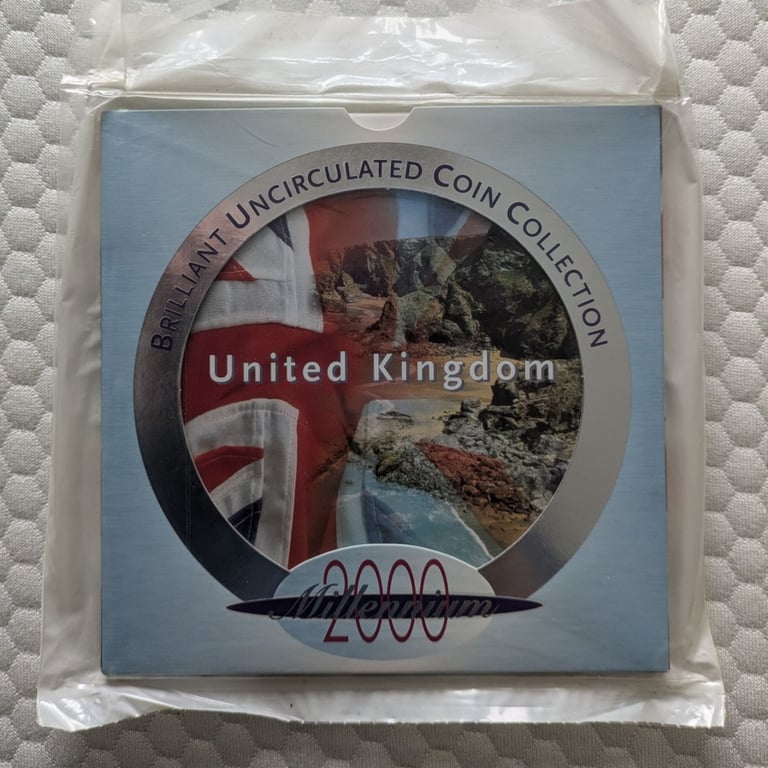 BRILLIANT UNCIRCULATED COIN COLLECTION
United Kingdom
2000
Millennium